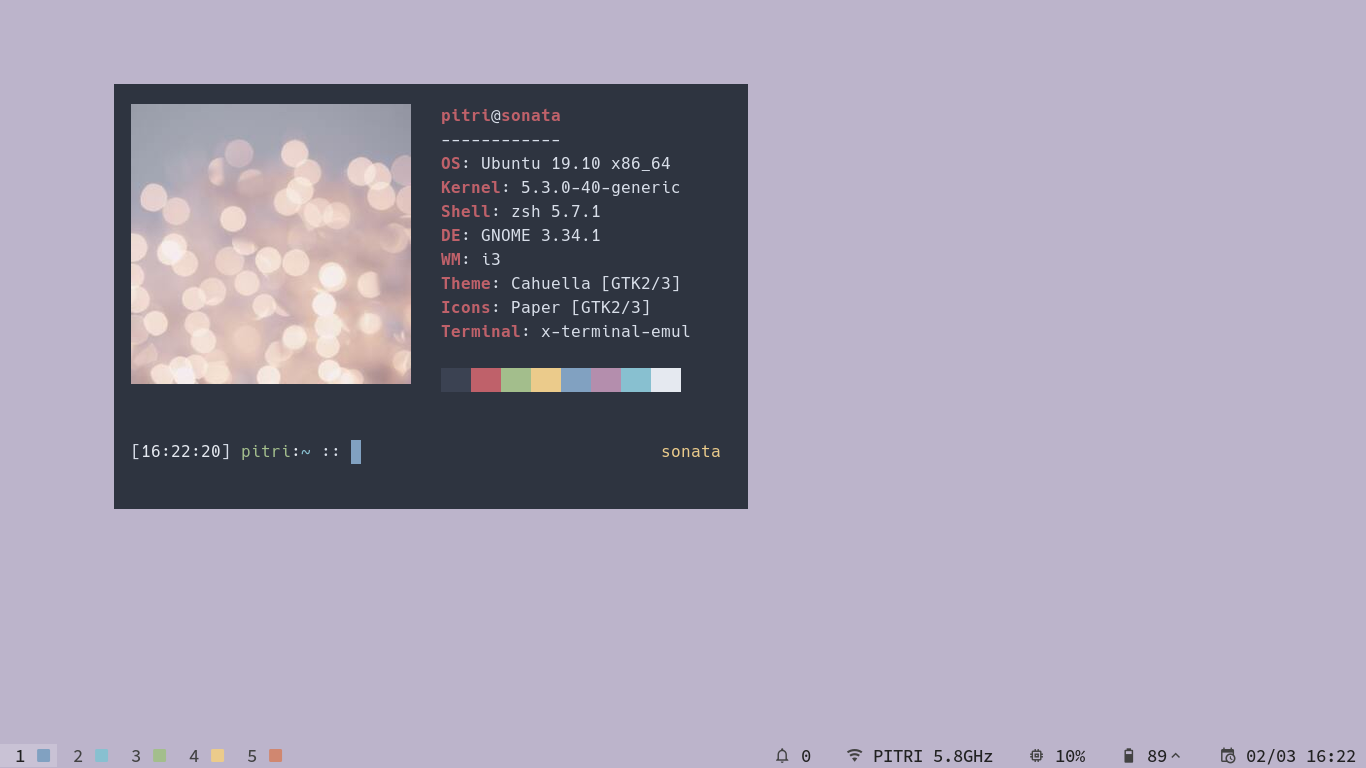 pitri@sonata
------------
OS: Ubuntu 19.10 x86_64
Kernel: 5.3.0-40-generic
Shell: zsh 5.7.1
DE: GNOME 3.34.1
WM: i3
Theme: Cahuella [GTK2/3]
Icons: Paper [GTK2/3]
Terminal: x-terminal-emul
[16:22:20] pitri:~ :: sonata
1 2 3 4 5 0 PITRI 5.8GHz 10% 89 02/03 16:22